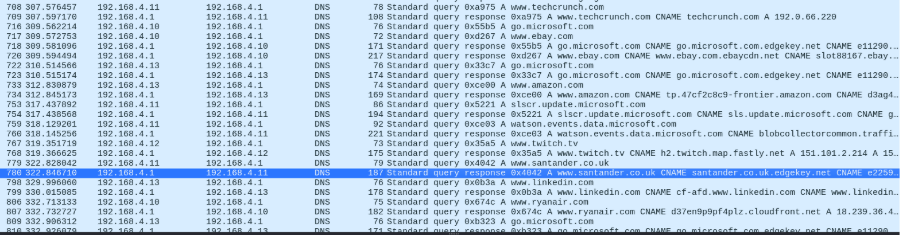 708 307.576457 192.168.4.11 192.168.4.1 DNS 78 Standard query 0xa975 A www.techcrunch.com
709 307.597170 192.168.4.1 192.168.4.11 DNS 108 Standard query response 0xa975 A www.techcrunch.com CNAME techcrunch.com A 192.0.66.220
716 309.562214 192.168.4.10 192.168.4.1 DNS 76 Standard query 0x55b5 A go.microsoft.com
717 309.572753 192.168.4.10 192.168.4.1 DNS 72 Standard query 0xd267 A www.ebay.com
718 309.581096 192.168.4.1 192.168.4.10 DNS 171 Standard query response 0x55b5 A go.microsoft.com CNAME go.microsoft.com.edgekey.net CNAME e11290...
720 309.594494 192.168.4.1 192.168.4.10 DNS 217 Standard query response 0xd267 A www.ebay.com CNAME www.ebay.com.ebaycdn.net CNAME slot88167.ebay...
722 310.514566 192.168.4.13 192.168.4.1 DNS 76 Standard query 0x33c7 A go.microsoft.com
723 310.515174 192.168.4.1 192.168.4.13 DNS 174 Standard query response 0x33c7 A go.microsoft.com CNAME go.microsoft.com.edgekey.net CNAME e11290...
733 312.830879 192.168.4.13 192.168.4.1 DNS 74 Standard query 0xce00 A www.amazon.com
734 312.845173 192.168.4.1 192.168.4.13 DNS 169 Standard query response 0xce00 A www.amazon.com CNAME tp.47cf2c8c9-frontier.amazon.com CNAME d3ag4...
753 317.437892 192.168.4.11 192.168.4.1 DNS 86 Standard query 0x5221 A slscr.update.microsoft.com
754 317.438568 192.168.4.1 192.168.4.11 DNS 194 Standard query response 0x5221 A slscr.update.microsoft.com CNAME sls.update.microsoft.com CNAME g...
759 318.129201 192.168.4.11 192.168.4.1 DNS 92 Standard query 0xce03 A watson.events.data.microsoft.com
760 318.145256 192.168.4.1 192.168.4.11 DNS 221 Standard query response 0xce03 A watson.events.data.microsoft.com CNAME blobcollectorcommon.traffi...
767 319.351719 192.168.4.12 192.168.4.1 DNS 73 Standard query 0x35a5 A www.twitch.tv
768 319.366625 192.168.4.1 192.168.4.12 DNS 175 Standard query response 0x35a5 A www.twitch.tv CNAME h2.twitch.map.fastly.net A 151.101.2.214 A 15...
779 322.828042 192.168.4.11 192.168.4.1 DNS 79 Standard query 0x4042 A www.santander.co.uk
780 322.846710 192.168.4.1 192.168.4.11 DNS 187 Standard query response 0x4042 A www.santander.co.uk CNAME santander.co.uk.edgekey.net CNAME e2259...
798 329.996060 192.168.4.13 192.168.4.1 DNS 76 Standard query 0x0b3a A www.linkedin.com
799 330.015085 192.168.4.1 192.168.4.13 DNS 178 Standard query response 0x0b3a A www.linkedin.com CNAME cf-afd.www.linkedin.com CNAME www.linkedin...
806 332.713133 192.168.4.10 192.168.4.1 DNS 75 Standard query 0x674c A www.ryanair.com
807 332.732727 192.168.4.1 192.168.4.10 DNS 182 Standard query response 0x674c A www.ryanair.com CNAME d37en9p9pf4plz.cloudfront.net A 18.239.36.4...
809 332.906312 192.168.4.13 192.168.4.1 DNS 76 Standard query 0xb323 A go.microsoft.com
810 332.926079 192.168.4.1 192.168.4.13 DNS 171 Standard query response 0xb323 A go.microsoft.com CNAME go.microsoft.com.edgekey.net CNAME e11290...